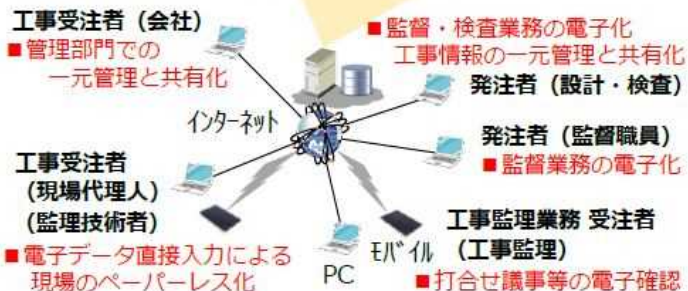 工事受注者（会社）
■管理部門での
一元管理と共有化
■監督・検査業務の電子化
工事情報の一元管理と共有化
発注者（設計・検査）
インターネット
発注者（監督職員）
■監督業務の電子化
工事受注者
（現場代理人）
（監理技術者）
■電子データ直接入力による
現場のペーパーレス化
PC
モバイル
工事監理業務 受注者
（工事監理）
■打合せ議事等の電子確認